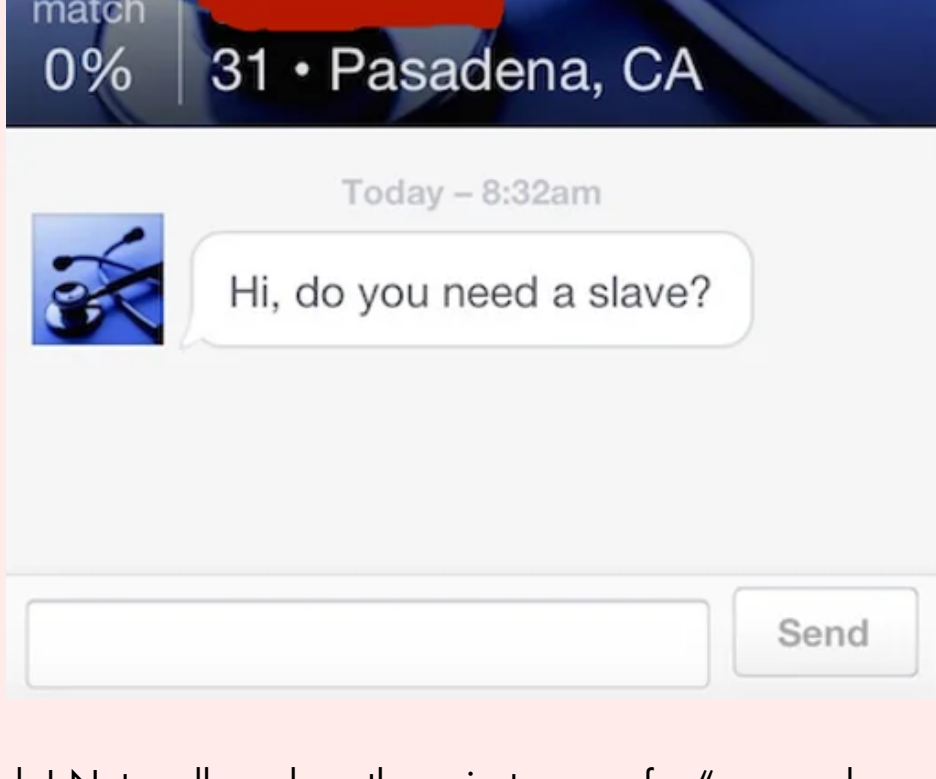 match
0% 31 • Pasadena, CA
Today – 8:32am
Hi, do you need a slave?
Send